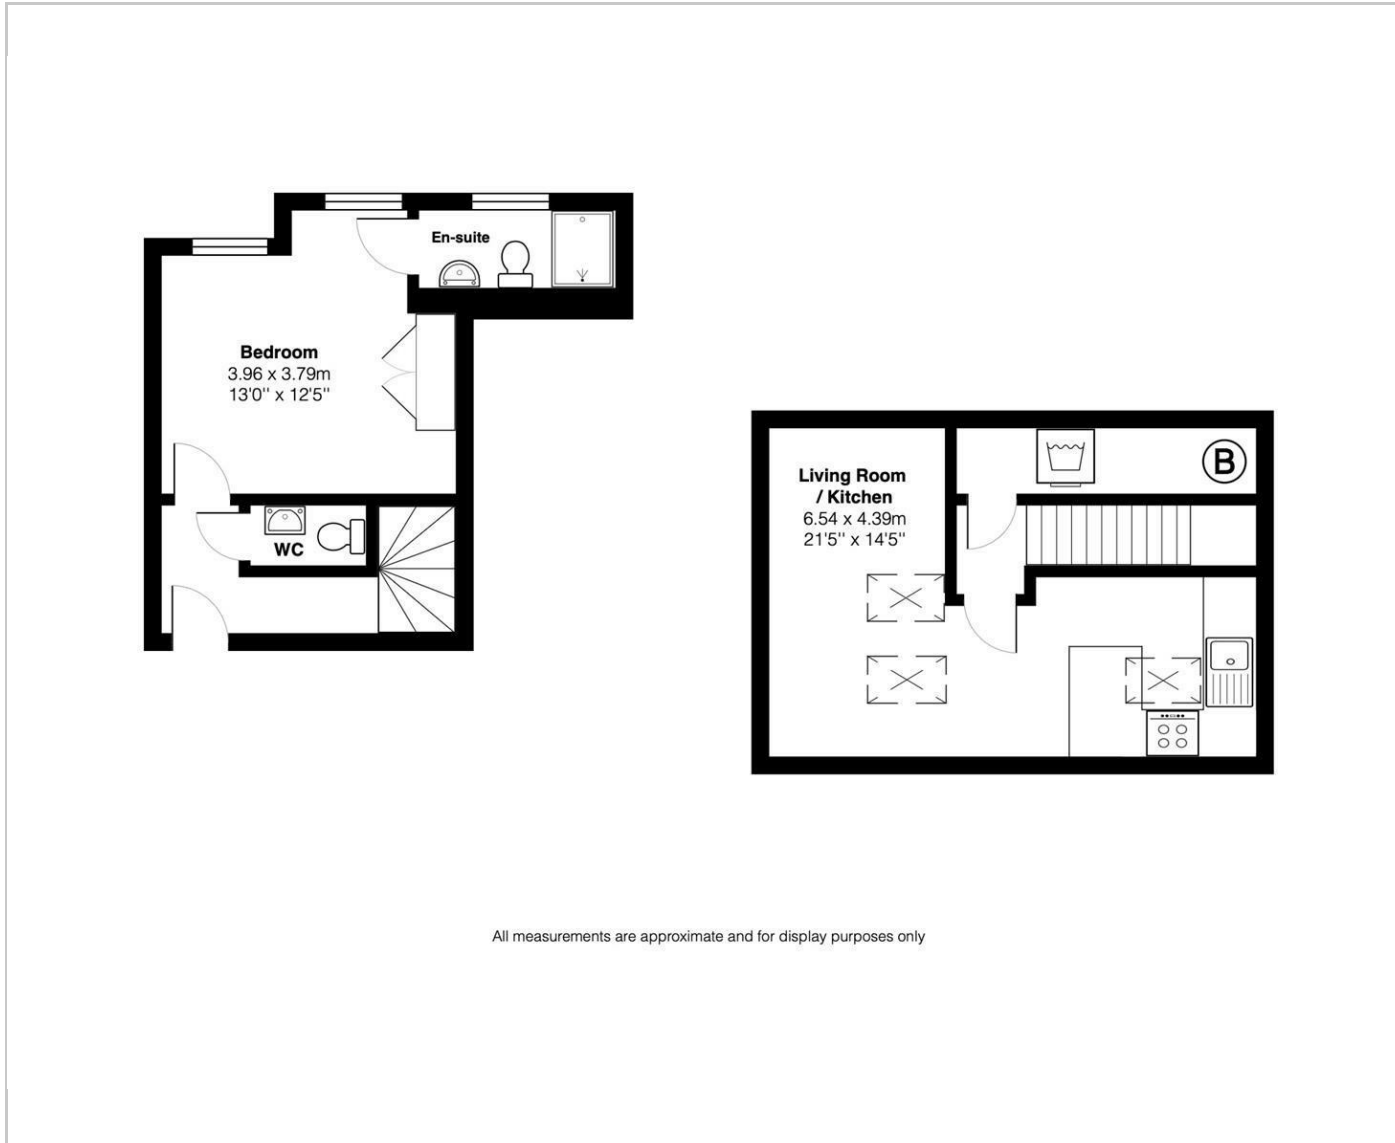 En-suite
Bedroom
3.96 x 3.79m
13'0'' x 12'5''
WC
Living Room
/ Kitchen
6.54 x 4.39m
21'5'' x 14'5''
B
All measurements are approximate and for display purposes only